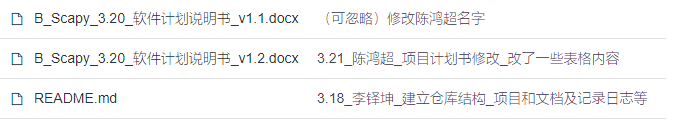 B_Scapy_3.20_软件计划说明书_v1.1.docx （可忽略）修改陈鸿超名字
B_Scapy_3.20_软件计划说明书_v1.2.docx 3.21_陈鸿超_项目计划书修改_改了一些表格内容
README.md 3.18_李铎坤_建立仓库结构_项目和文档及记录日志等